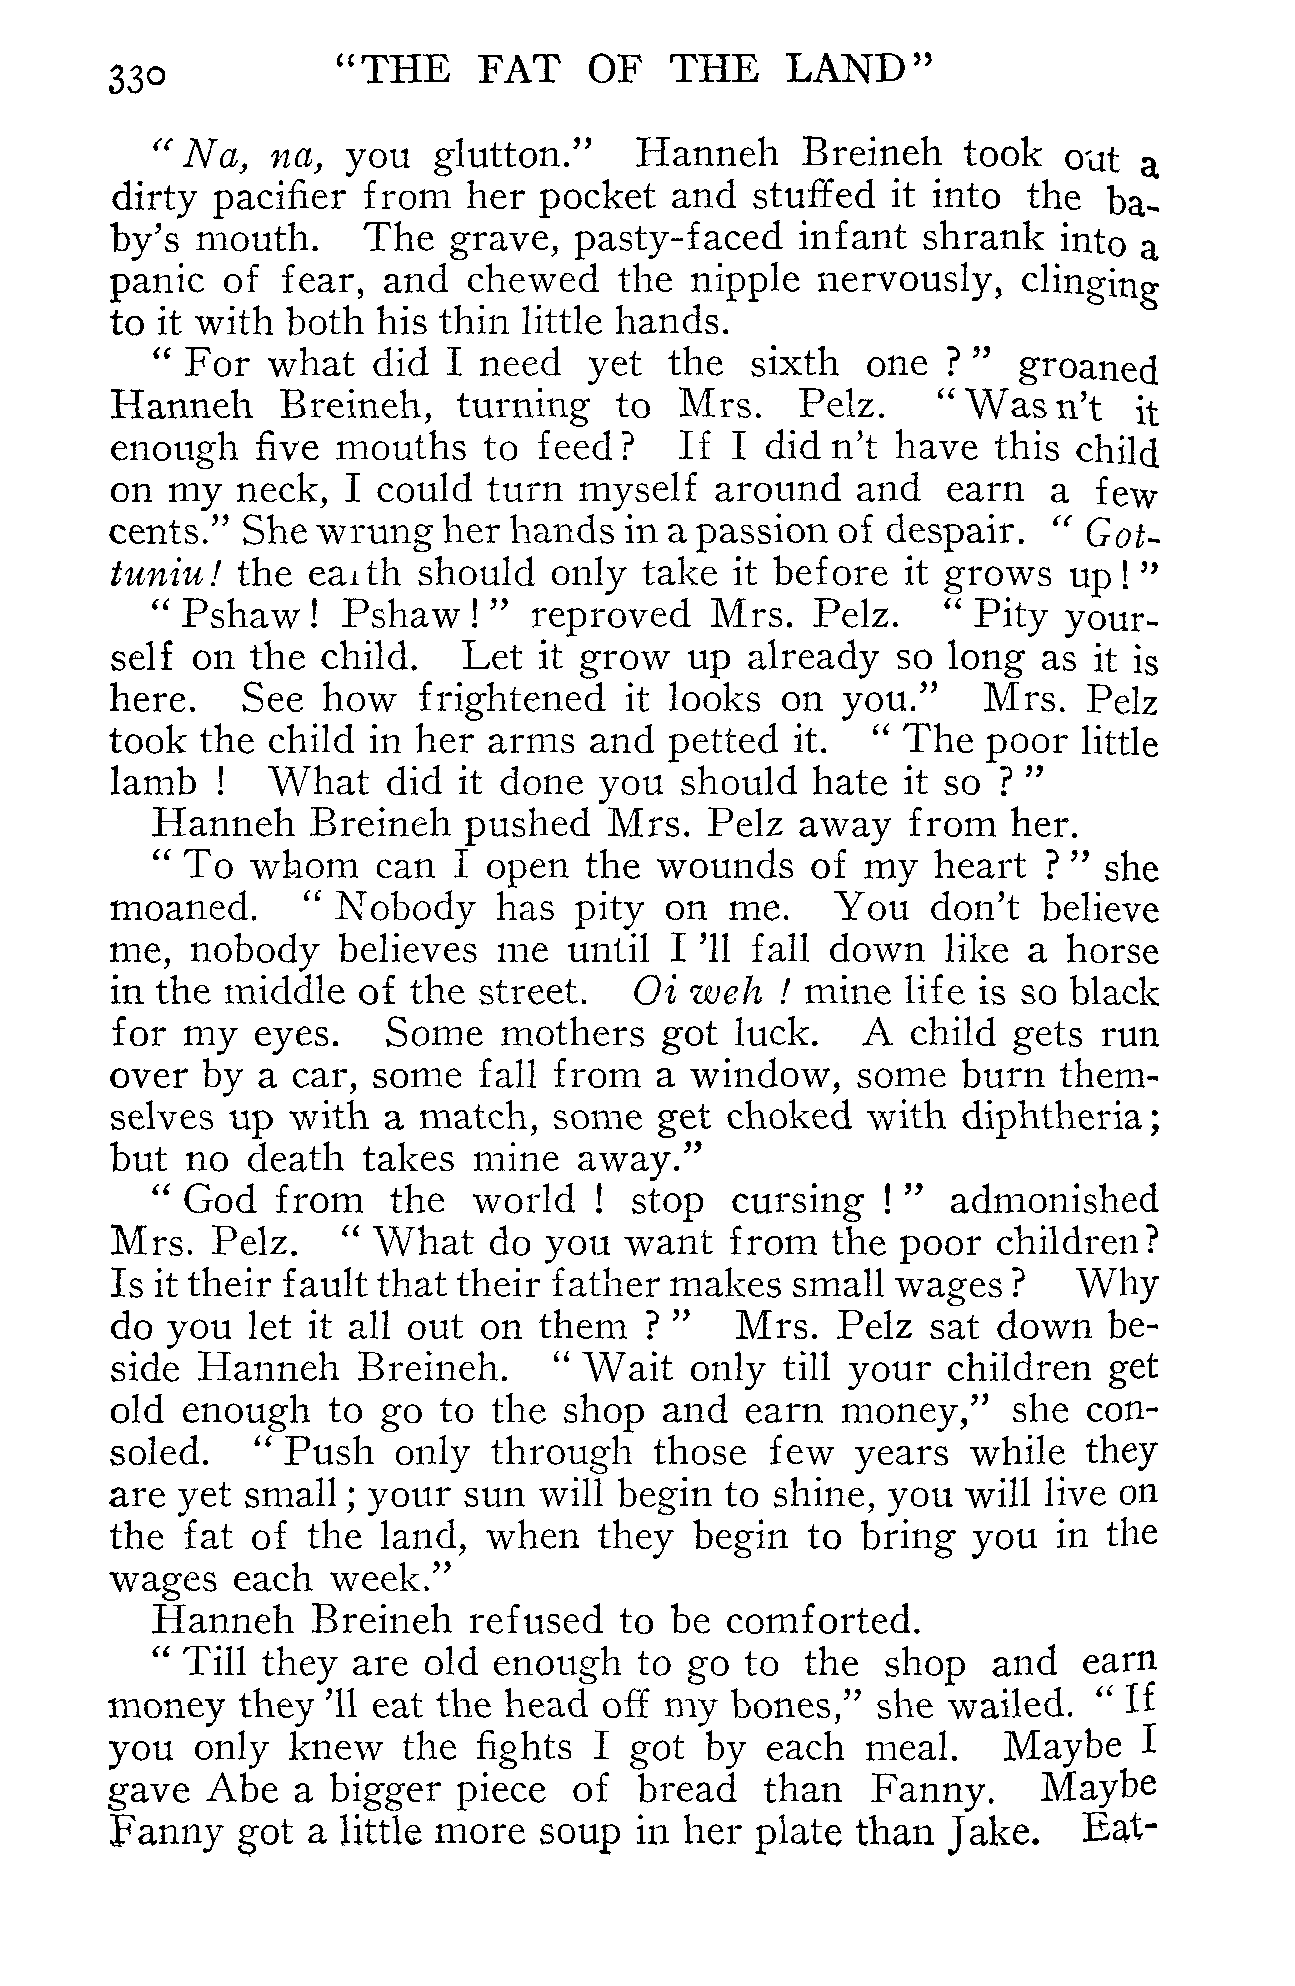 330 "THE FAT OF THE LAND"
"Na, na, you glutton." Hanneh Breineh took out a
dirty pacifier from her pocket and stuffed it into the ba-
by's mouth. The grave, pasty-faced infant shrank into a
panic of fear, and chewed the nipple nervously, clinging
to it with both his thin little hands.
"For what did I need yet the sixth one?" groaned
Hanneh Breineh, turning to Mrs. Pelz. "Was n't it
enough five mouths to feed? If I did n't have this child
on my neck, I could turn myself around and earn a few
cents." She wrung her hands in a passion of despair. "Got-
tuniu! the earth should only take it before it grows up!"
"Pshaw! Pshaw!" reproved Mrs. Pelz. "Pity your-
self on the child. Let it grow up already so long as it is
here. See how frightened it looks on you." Mrs. Pelz
took the child in her arms and petted it. "The poor little
lamb! What did it done you should hate it so?"
Hanneh Breineh pushed Mrs. Pelz away from her.
"To whom can I open the wounds of my heart?" she
moaned. "Nobody has pity on me. You don't believe
me, nobody believes me until I 'll fall down like a horse
in the middle of the street. Oi weh! mine life is so black
for my eyes. Some mothers got luck. A child gets run
over by a car, some fall from a window, some burn them-
selves up with a match, some get choked with diphtheria;
but no death takes mine away."
"God from the world! stop cursing!" admonished
Mrs. Pelz. "What do you want from the poor children?
Is it their fault that their father makes small wages? Why
do you let it all out on them?" Mrs. Pelz sat down be-
side Hanneh Breineh. "Wait only till your children get
old enough to go to the shop and earn money," she con-
soled. "Push only through those few years while they
are yet small; your sun will begin to shine, you will live on
the fat of the land, when they begin to bring you in the
wages each week."
Hanneh Breineh refused to be comforted.
"Till they are old enough to go to the shop and earn
money they 'll eat the head off my bones," she wailed. "If
you only knew the fights I got by each meal. Maybe I
gave Abe a bigger piece of bread than Fanny. Maybe
Fanny got a little more soup in her plate than Jake. Eat-